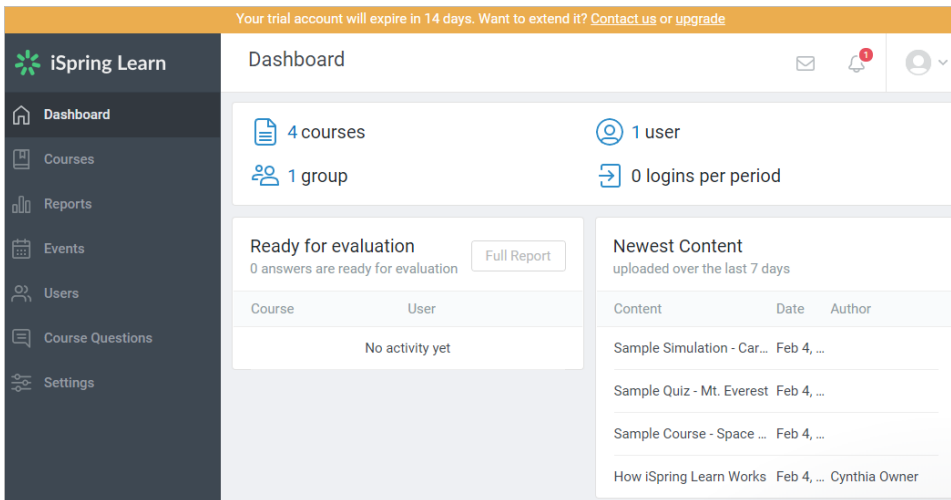 Your trial account will expire in 14 days. Want to extend it? Contact us or upgrade
iSpring Learn
Dashboard
Courses
Reports
Events
Users
Course Questions
Settings
Dashboard
1
4 courses
1 user
1 group
0 logins per period
Ready for evaluation
0 answers are ready for evaluation
Full Report
Course User
No activity yet
Newest Content
uploaded over the last 7 days
Content Date Author
Sample Simulation - Car... Feb 4, ...
Sample Quiz - Mt. Everest Feb 4, ...
Sample Course - Space ... Feb 4, ...
How iSpring Learn Works Feb 4, ... Cynthia Owner